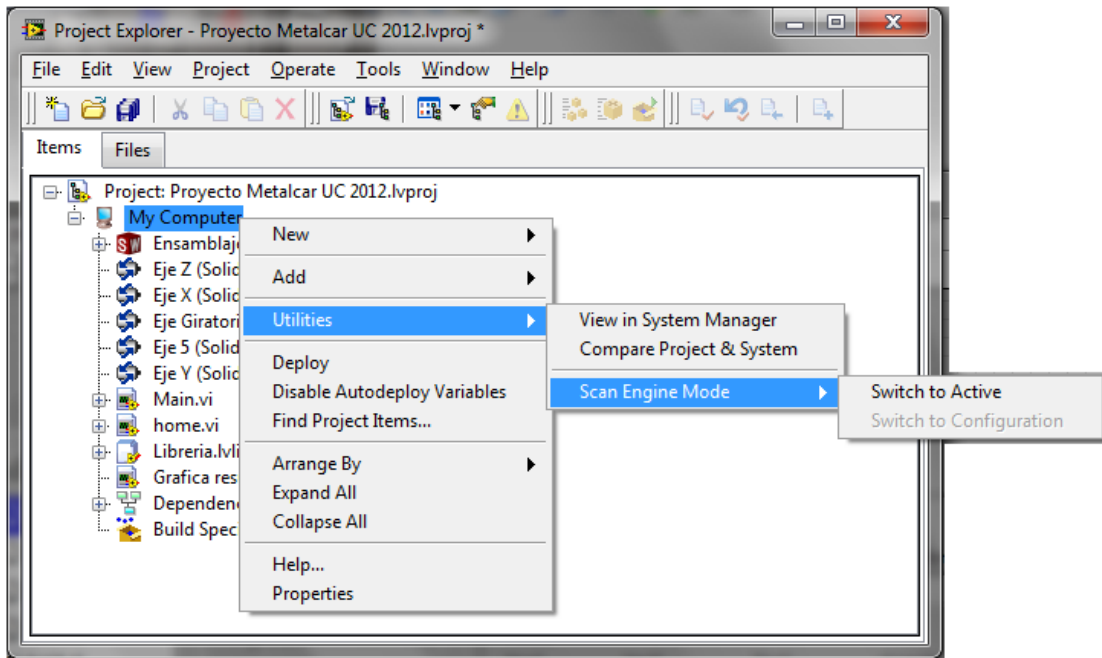 Project Explorer - Proyecto Metalcar UC 2012.lvproj *
File Edit View Project Operate Tools Window Help
Items Files
Project: Proyecto Metalcar UC 2012.lvproj
My Computer
Ensamblaj
Eje Z (Solid
Eje X (Solid
Eje Giratori
Eje 5 (Solid
Eje Y (Solid
Main.vi
home.vi
Libreria.lvli
Grafica res
Dependen
Build Spec
New
Add
Utilities
Deploy
Disable Autodeploy Variables
Find Project Items...
Arrange By
Expand All
Collapse All
Help...
Properties
View in System Manager
Compare Project & System
Scan Engine Mode
Switch to Active
Switch to Configuration